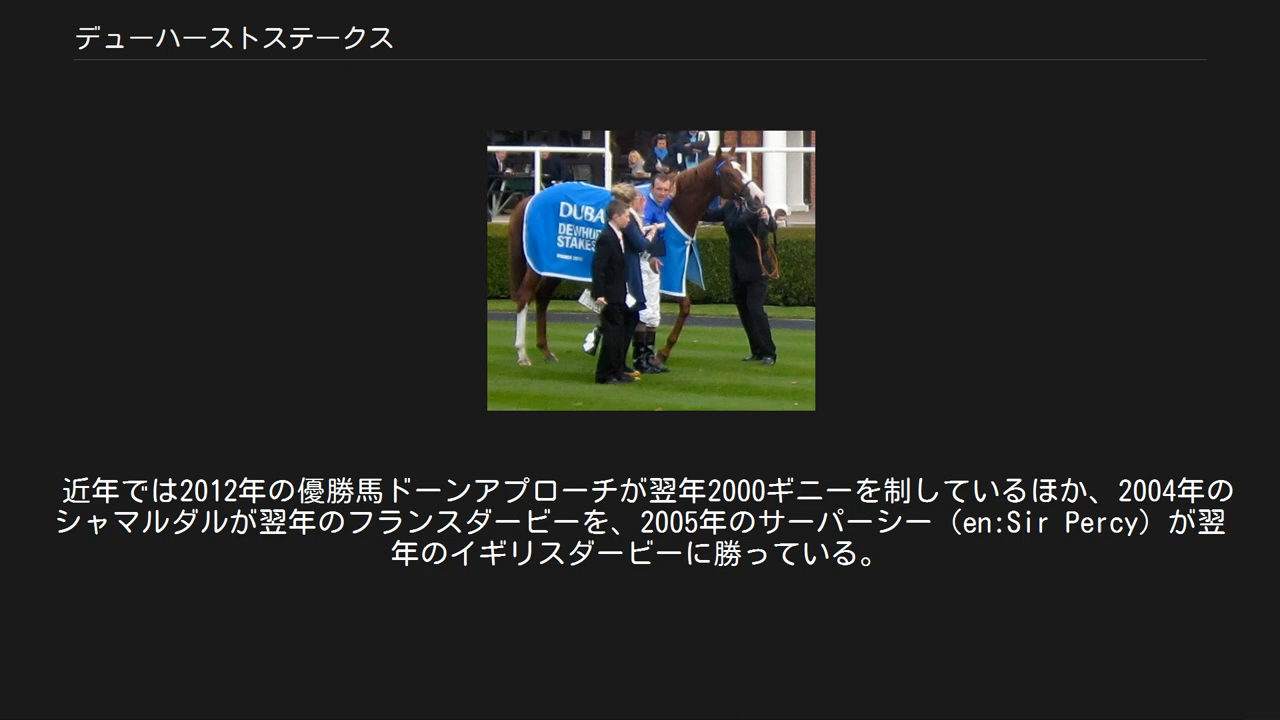 デューハーストステークス
DUBA
DEWHUR
STAKES
近年では2012年の優勝馬ドーンアプローチが翌年2000ギニーを制しているほか、2004年の
シャマルダルが翌年のフランスダービーを、2005年のサーパーシー（en:Sir Percy）が翌
年のイギリスダービーに勝っている。